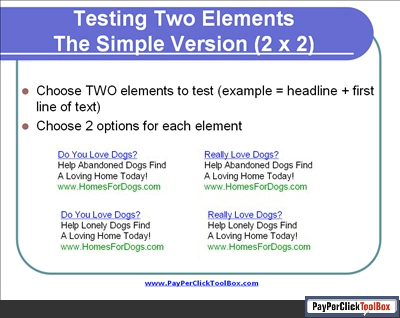 Testing Two Elements
The Simple Version (2 x 2)
Choose TWO elements to test (example = headline + first
line of text)
Choose 2 options for each element
Do You Love Dogs?
Help Abandoned Dogs Find
A Loving Home Today!
www.HomesForDogs.com
Really Love Dogs?
Help Abandoned Dogs Find
A Loving Home Today!
www.HomesForDogs.com
Do You Love Dogs?
Help Lonely Dogs Find
A Loving Home Today!
www.HomesForDogs.com
Really Love Dogs?
Help Lonely Dogs Find
A Loving Home Today!
www.HomesForDogs.com
www.PayPerClickToolBox.com
PayPerClickToolBox